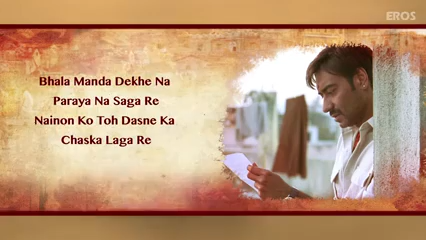 EROS
Bhala Manda Dekhe Na
Paraya Na Saga Re
Nainon Ko Toh Dasne Ka
Chaska Laga Re